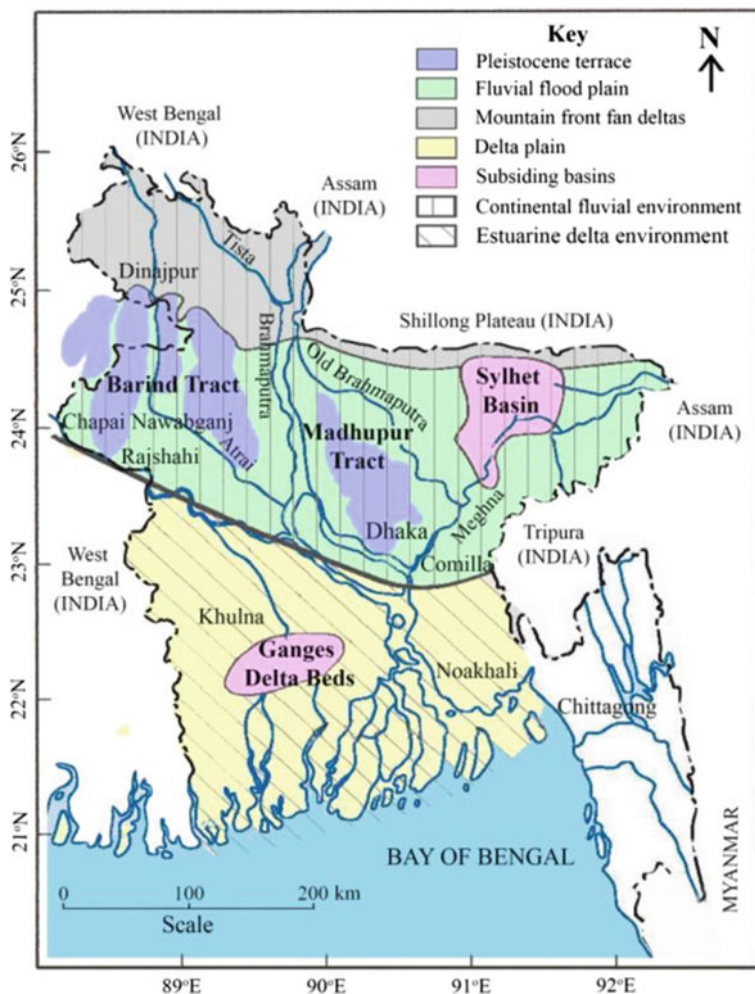 Key
N
Pleistocene terrace
Fluvial flood plain
Mountain front fan deltas
Delta plain
Subsiding basins
Continental fluvial environment
Estuarine delta environment
West Bengal
(INDIA)
Assam
(INDIA)
26°N
Tista
Dinajpur
25°N
Shillong Plateau (INDIA)
Brahmaputra
Old Brahmaputra
Sylhet
Basin
Barind Tract
Assam
(INDIA)
Chapai Nawabganj
24°N
Madhupur
Tract
Atrai
Rajshahi
Meghna
Dhaka
Tripura
(INDIA)
Comilla
West
Bengal
(INDIA)
23°N
Khulna
Ganges
Delta Beds
Noakhali
22°N
Chittagong
21°N
BAY OF BENGAL
MYANMAR
0 100 200 km
Scale
89°E 90°E 91°E 92°E